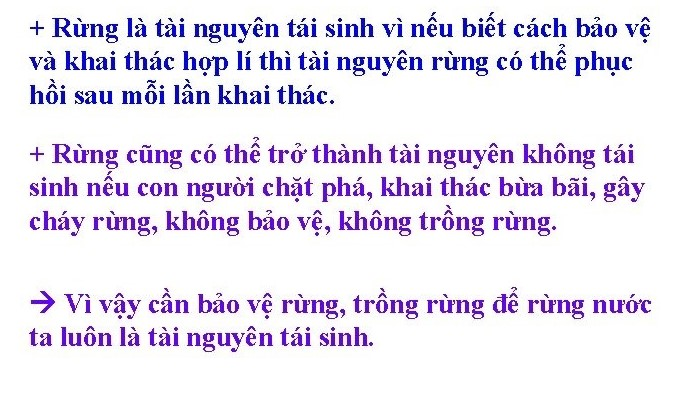 + Rừng là tài nguyên tái sinh vì nếu biết cách bảo vệ
và khai thác hợp lí thì tài nguyên rừng có thể phục
hồi sau mỗi lần khai thác.
+ Rừng cũng có thể trở thành tài nguyên không tái
sinh nếu con người chặt phá, khai thác bừa bãi, gây
cháy rừng, không bảo vệ, không trồng rừng.
→ Vì vậy cần bảo vệ rừng, trồng rừng để rừng nước
ta luôn là tài nguyên tái sinh.